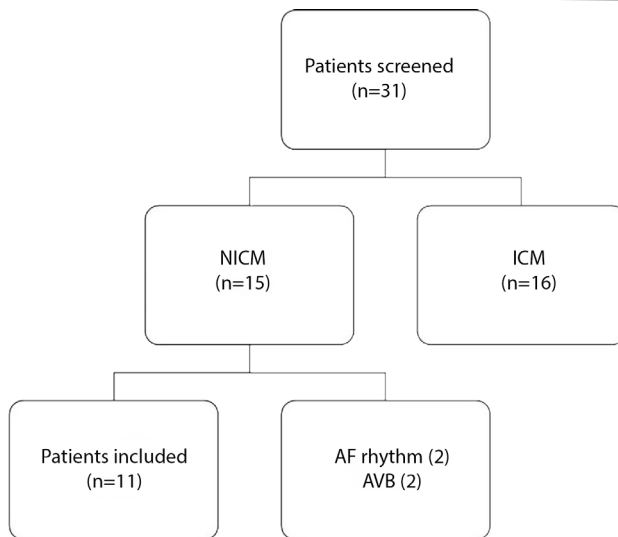 Patients screened
(n=31)
NICM
(n=15)
ICM
(n=16)
Patients included
(n=11)
AF rhythm (2)
AVB (2)